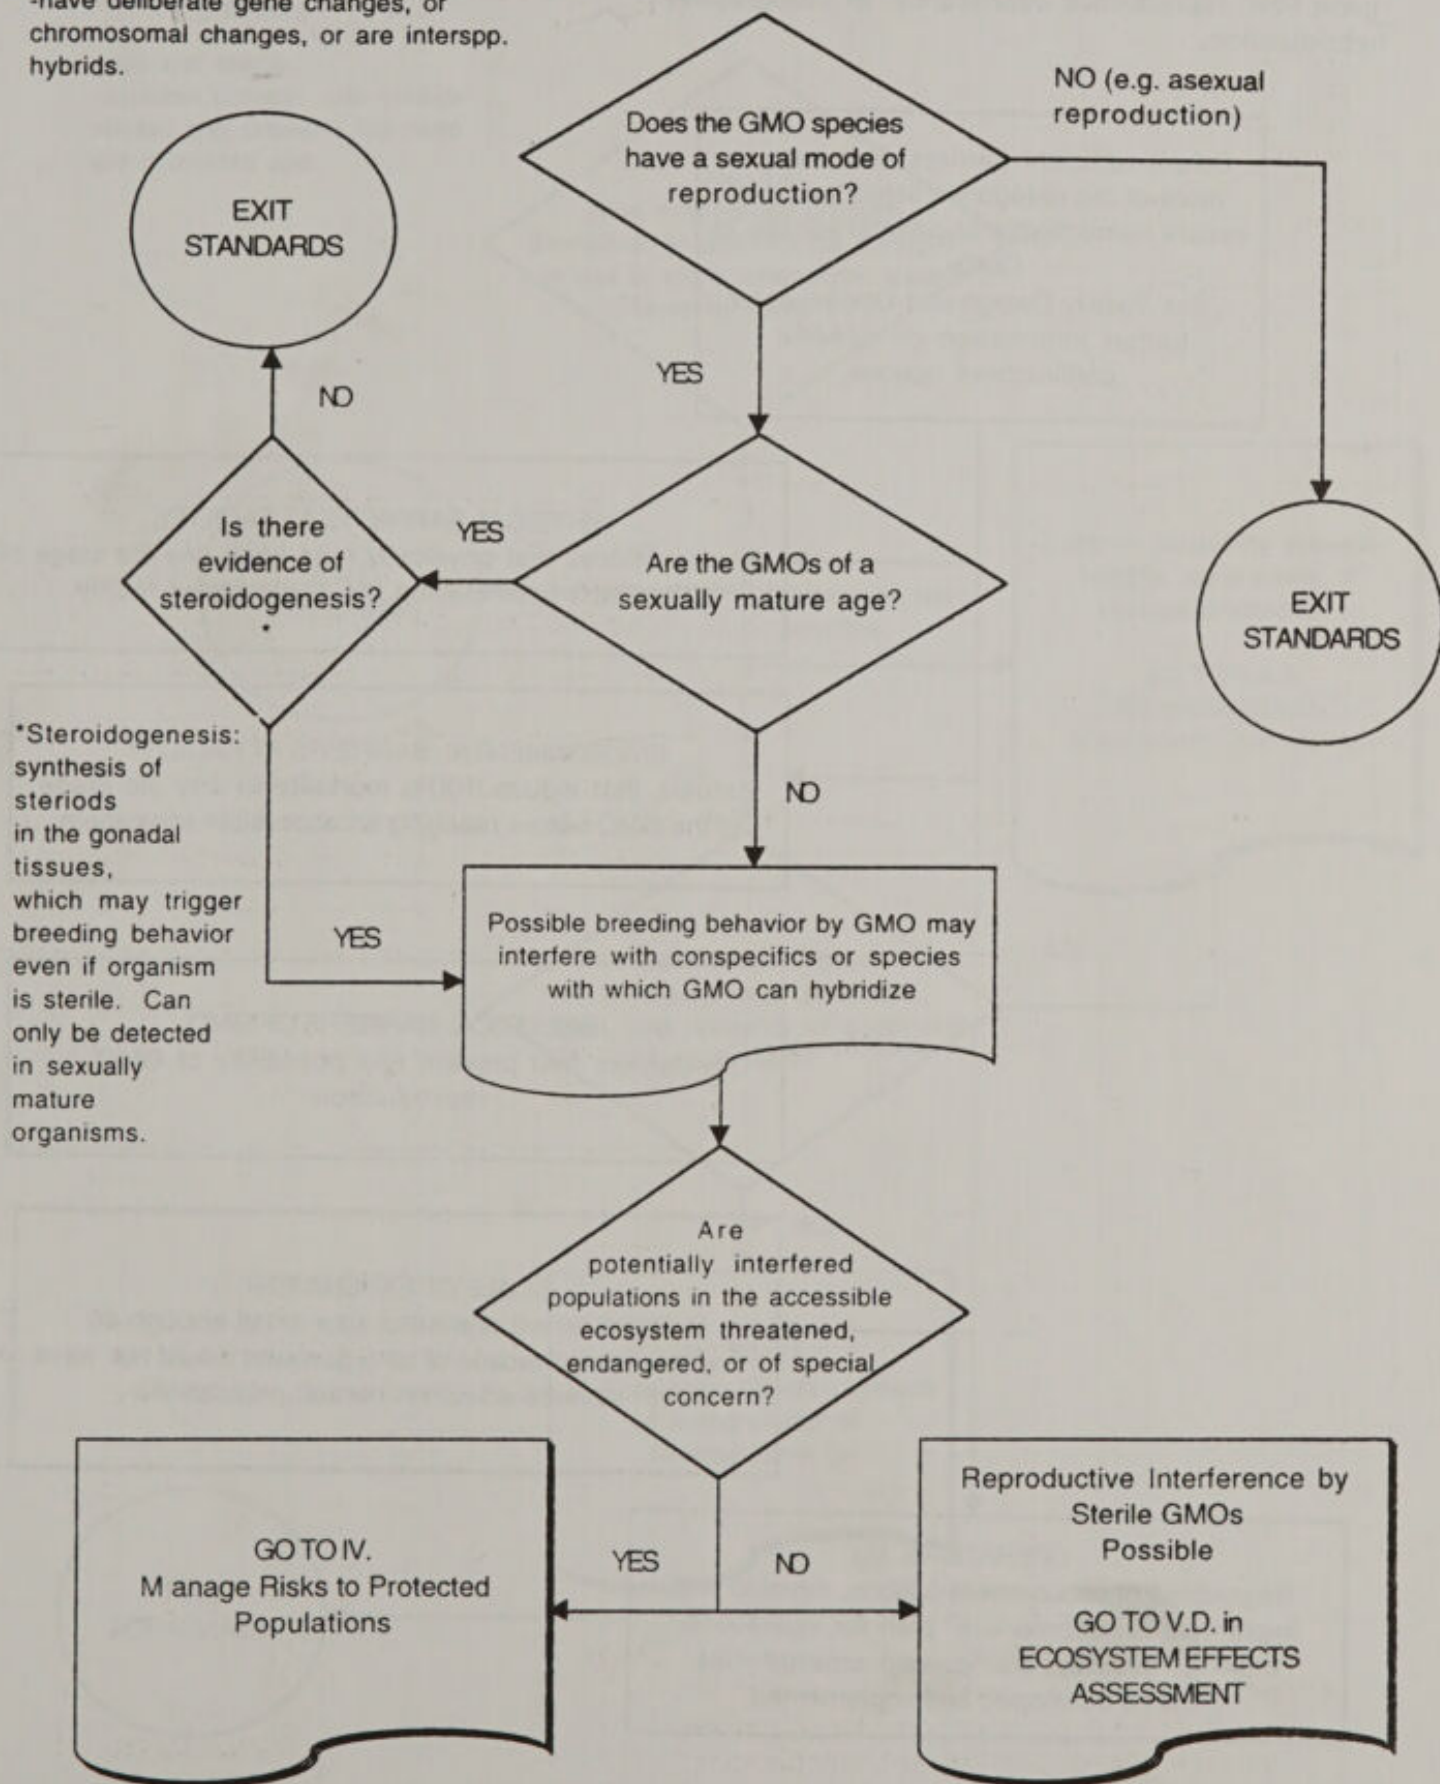 -have deliberate gene changes, or
chromosomal changes, or are interspp.
hybrids.
Does the GMO species
have a sexual mode of
reproduction?
NO (e.g. asexual
reproduction)
EXIT
STANDARDS
YES
NO
Is there
evidence of
steroidogenesis?
*
YES
Are the GMOs of a
sexually mature age?
EXIT
STANDARDS
*Steroidogenesis:
synthesis of
steriods
in the gonadal
tissues,
which may trigger
breeding behavior
even if organism
is sterile. Can
only be detected
in sexually
mature
organisms.
NO
YES
Possible breeding behavior by GMO may
interfere with conspecifics or species
with which GMO can hybridize
Are
potentially interfered
populations in the accessible
ecosystem threatened,
endangered, or of special
concern?
GO TO IV.
M anage Risks to Protected
Populations
YES
NO
Reproductive Interference by
Sterile GMOs
Possible
GO TO V.D. in
ECOSYSTEM EFFECTS
ASSESSMENT